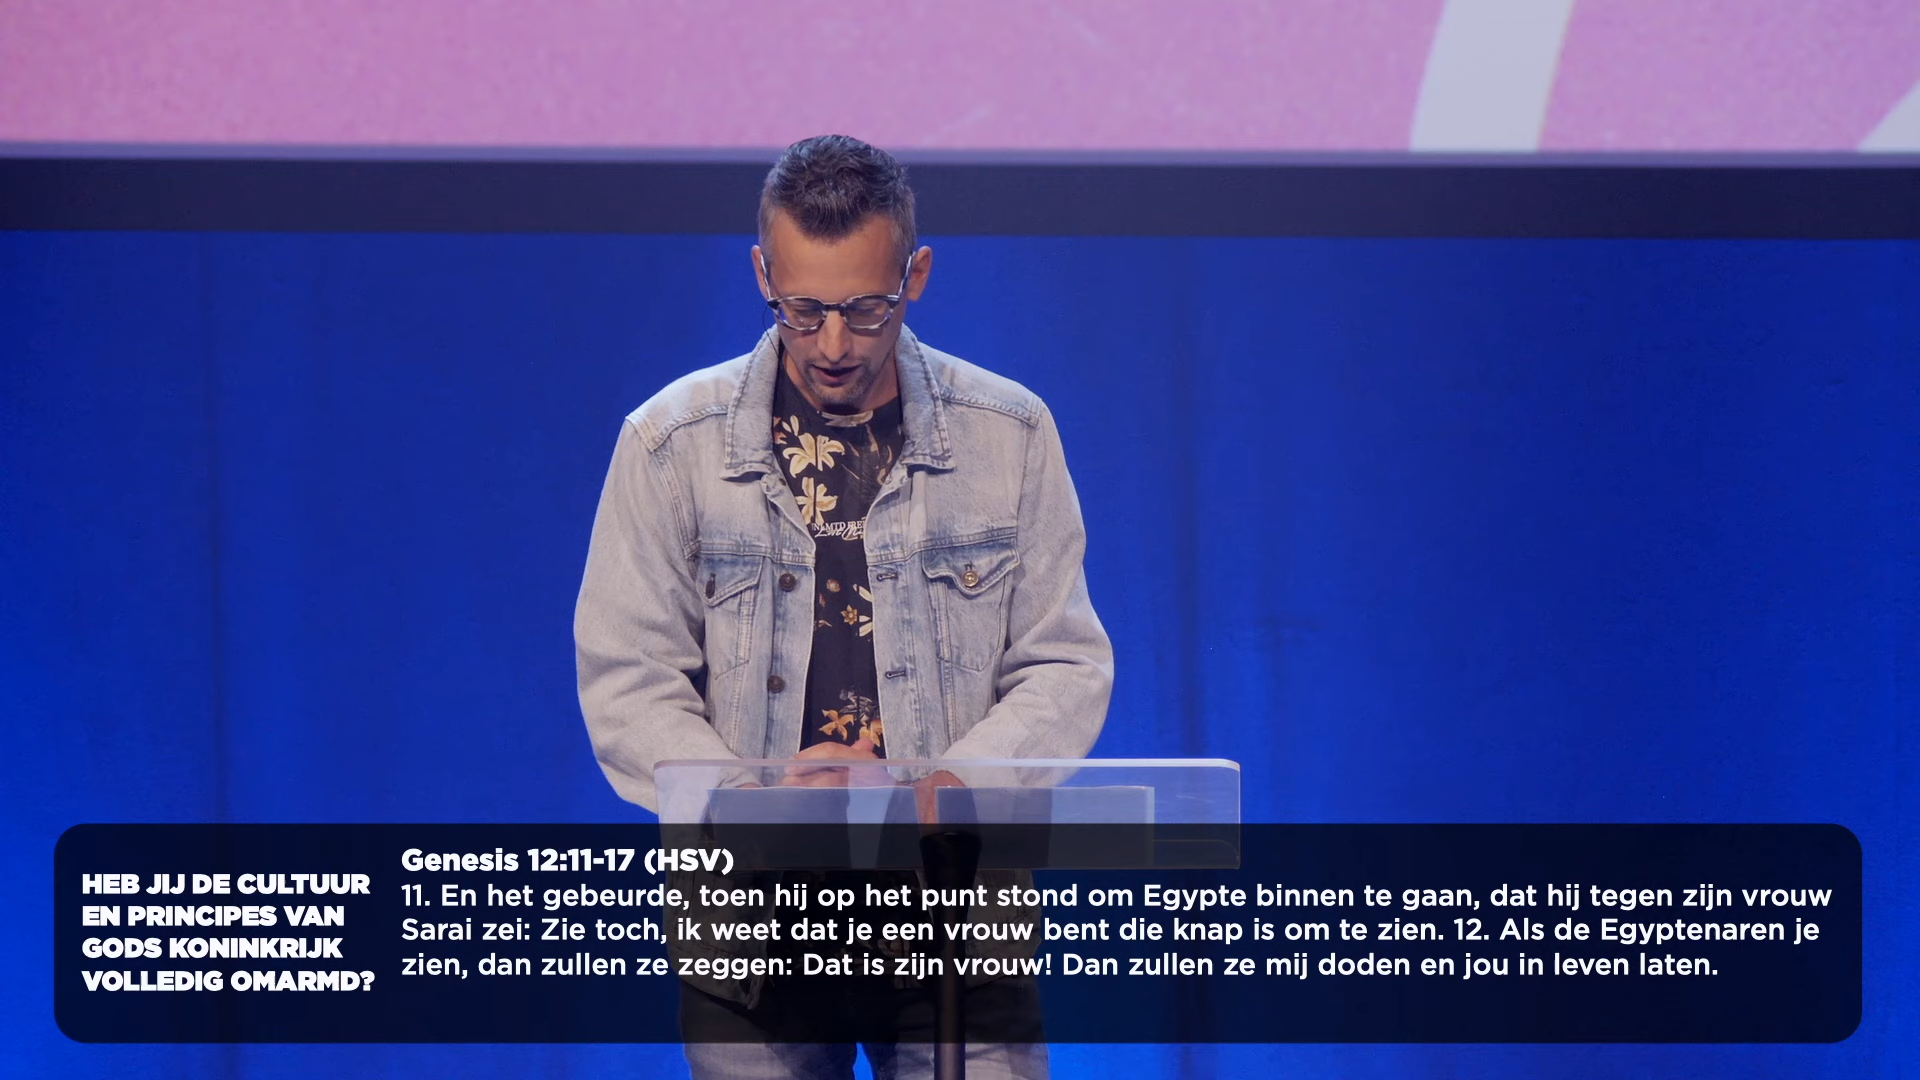 HEB JIJ DE CULTUUR
EN PRINCIPES VAN
GODS KONINKRIJK
VOLLEDIG OMARMD?
Genesis 12:11-17 (HSV)
11. En het gebeurde, toen hij op het punt stond om Egypte binnen te gaan, dat hij tegen zijn vrouw
Sarai zei: Zie toch, ik weet dat je een vrouw bent die knap is om te zien. 12. Als de Egyptenaren je
zien, dan zullen ze zeggen: Dat is zijn vrouw! Dan zullen ze mij doden en jou in leven laten.